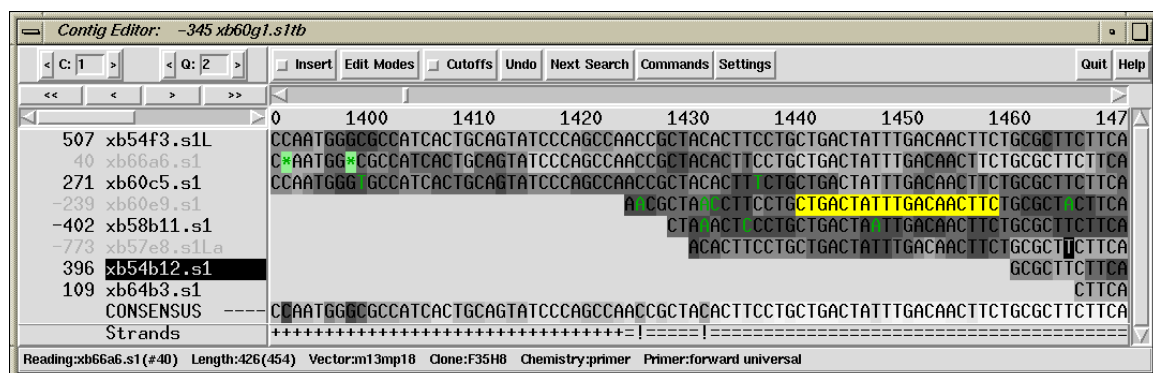 Contig Editor: -345 xb60g1.s1tb
< C: 1 > < Q: 2 > Insert Edit Modes Cutoffs Undo Next Search Commands Settings Quit Help
<< < > >>
0 1400 1410 1420 1430 1440 1450 1460 147
507 xb54f3.s1L CCAATGGGCGCCATCACTGCAGTATCCCAGCCAACCGCTACACTTCCTGCTGACTATTTGACAACTTCTGCGCTTCTTCA
40 xb66a6.s1 C*AATGG*CGCCATCACTGCAGTATCCCAGCCAACCGCTACACTTCCTGCTGACTATTTGACAACTTCTGCGCTTCTTCA
271 xb60c5.s1 CCAATGGGTGCCATCACTGCAGTATCCCAGCCAACCGCTACACTTTCTGCTGACTATTTGACAACTTCTGCGCTTCTTCA
-239 xb60e9.s1 AACGCTAACCTTCCTGCTGACTATTTGACAACTTCTGCGCTACTTCA
-402 xb58b11.s1 CTAAACTCCCTGCTGACTAATTGACAACTTCTGCGCTTCTTCA
-773 xb57e8.s1La ACACTTCCTGCTGACTATTTGACAACTTCTGCGCTTCTTCA
396 xb54b12.s1 GCGCTTCTTCA
109 xb64b3.s1 CTTCA
CONSENSUS ---- CCAATGGGCGCCATCACTGCAGTATCCCAGCCAACCGCTACACTTCCTGCTGACTATTTGACAACTTCTGCGCTTCTTCA
Strands +++++++++++++++++++++++++++++++++=!=====!=======================================
Reading:xb66a6.s1(#40) Length:426(454) Vector:m13mp18 Clone:F35H8 Chemistry:primer Primer:forward universal